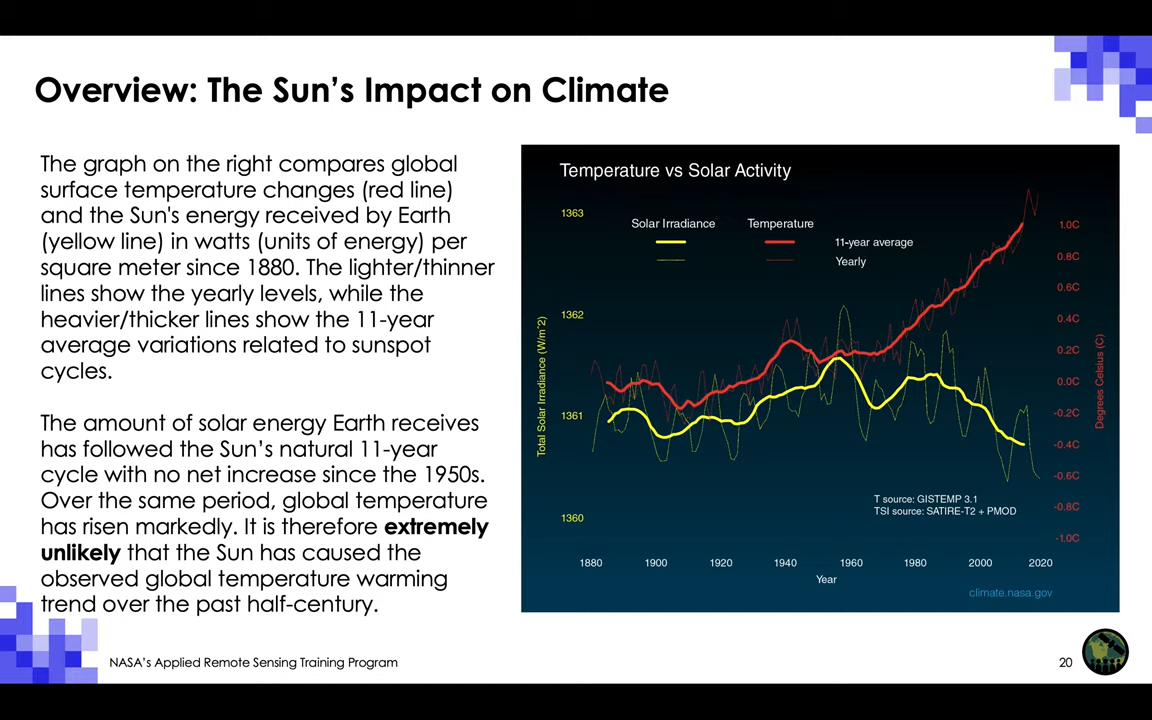 Overview: The Sun's Impact on Climate
The graph on the right compares global
surface temperature changes (red line)
and the Sun's energy received by Earth
(yellow line) in watts (units of energy) per
square meter since 1880. The lighter/thinner
lines show the yearly levels, while the
heavier/thicker lines show the 11-year
average variations related to sunspot
cycles.
The amount of solar energy Earth receives
has followed the Sun's natural 11-year
cycle with no net increase since the 1950s.
Over the same period, global temperature
has risen markedly. It is therefore extremely
unlikely that the Sun has caused the
observed global temperature warming
trend over the past half-century.
Temperature vs Solar Activity
Solar Irradiance Temperature
11-year average
Yearly
Total Solar Irradiance (W/m^2)
1363
1362
1361
1360
1.0C
0.8C
0.6C
0.4C
0.2C
0.0C
-0.2C
-0.4C
-0.6C
-0.8C
-1.0C
Degrees Celsius (C)
T source: GISTEMP 3.1
TSI source: SATIRE-T2 + PMOD
1880 1900 1920 1940 1960 1980 2000 2020
Year
climate.nasa.gov
NASA's Applied Remote Sensing Training Program
20